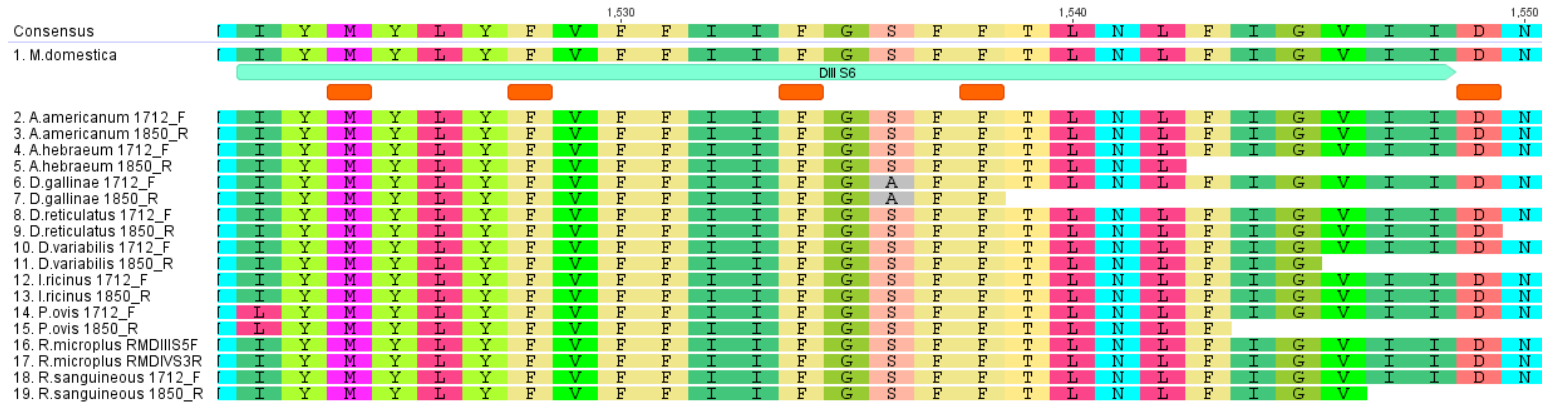 1,530 1,540 1,550
Consensus I Y M Y L Y F V F F I I F G S F F T L N L F I G V I I D N
1. M.domestica I Y M Y L Y F V F F I I F G S F F T L N L F I G V I I D N
DIII S6
2. A.americanum 1712_F I Y M Y L Y F V F F I I F G S F F T L N L F I G V I I D N
3. A.americanum 1850_R I Y M Y L Y F V F F I I F G S F F T L N L F I G V I I D N
4. A.hebraeum 1712_F I Y M Y L Y F V F F I I F G S F F T L N L F I G V I I D N
5. A.hebraeum 1850_R I Y M Y L Y F V F F I I F G S F F T L N L
6. D.gallinae 1712_F I Y M Y L Y F V F F I I F G A F F T L N L F I G V I I D N
7. D.gallinae 1850_R I Y M Y L Y F V F F I I F G A F F
8. D.reticulatus 1712_F I Y M Y L Y F V F F I I F G S F F T L N L F I G V I I D N
9. D.reticulatus 1850_R I Y M Y L Y F V F F I I F G S F F T L N L F I G V I I D
10. D.variabilis 1712_F I Y M Y L Y F V F F I I F G S F F T L N L F I G V I I D N
11. D.variabilis 1850_R I Y M Y L Y F V F F I I F G S F F T L N L F I G
12. I.ricinus 1712_F I Y M Y L Y F V F F I I F G S F F T L N L F I G V I I D N
13. I.ricinus 1850_R I Y M Y L Y F V F F I I F G S F F T L N L F I G V I I D N
14. P.ovis 1712_F L Y M Y L Y F V F F I I F G S F F T L N L F I G V I I D N
15. P.ovis 1850_R L Y M Y L Y F V F F I I F G S F F T L N L F
16. R.microplus RMDIIIS5F I Y M Y L Y F V F F I I F G S F F T L N L F I G V I I D N
17. R.microplus RMDIVS3R I Y M Y L Y F V F F I I F G S F F T L N L F I G V I I D N
18. R.sanguineous 1712_F I Y M Y L Y F V F F I I F G S F F T L N L F I G V I I D N
19. R.sanguineous 1850_R I Y M Y L Y F V F F I I F G S F F T L N L F I G V